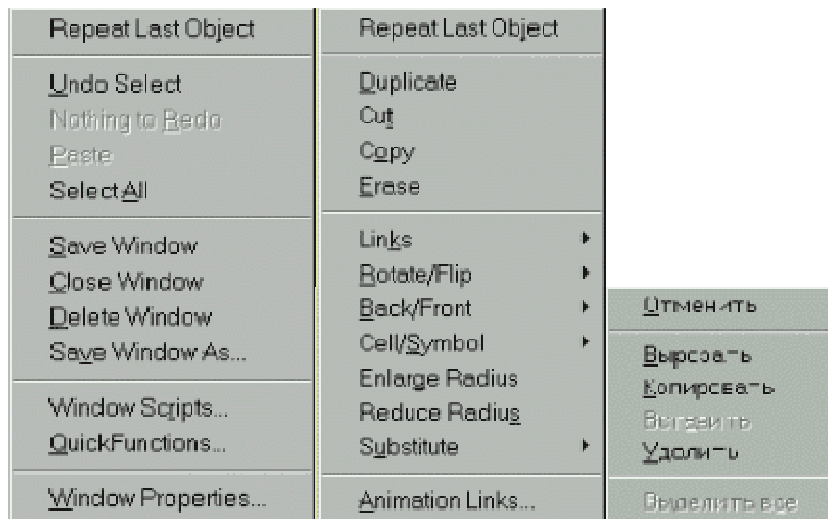 Repeat Last Object
Undo Select
Nothing to Redo
Paste
Select All
Save Window
Close Window
Delete Window
Save Window As...
Window Scripts...
QuickFunctions...
Window Properties...
Repeat Last Object
Duplicate
Cut
Copy
Erase
Links
Rotate/Flip
Back/Front
Cell/Symbol
Enlarge Radius
Reduce Radius
Substitute
Animation Links...
Отменить
Вырезать
Копировать
Вставить
Удалить
Выделить все